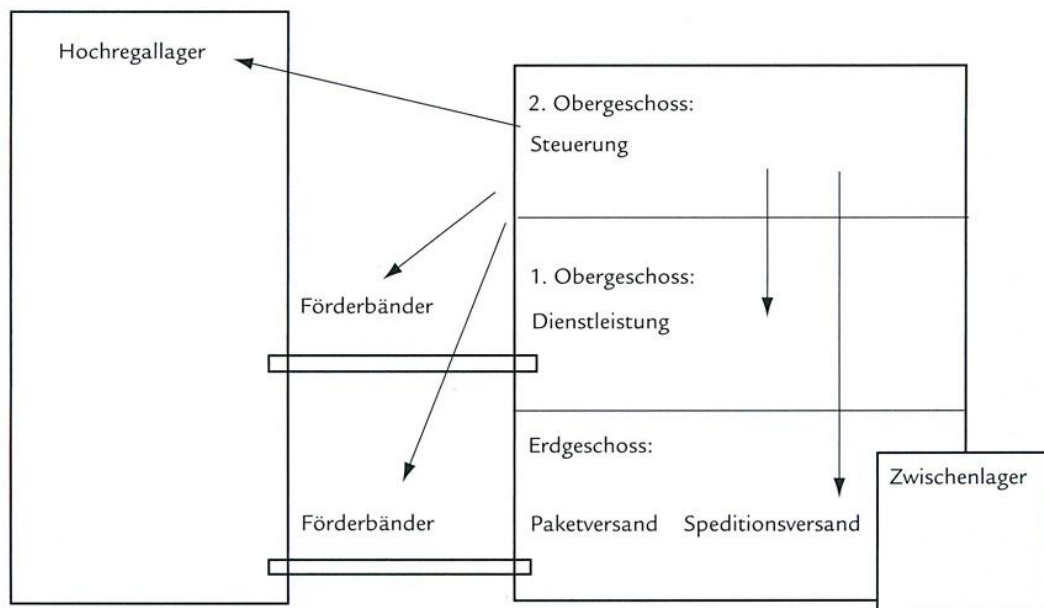 Hochregallager
2. Obergeschoss:
Steuerung
1. Obergeschoss:
Dienstleistung
Förderbänder
Erdgeschoss:
Zwischenlager
Förderbänder
Paketversand
Speditionsversand